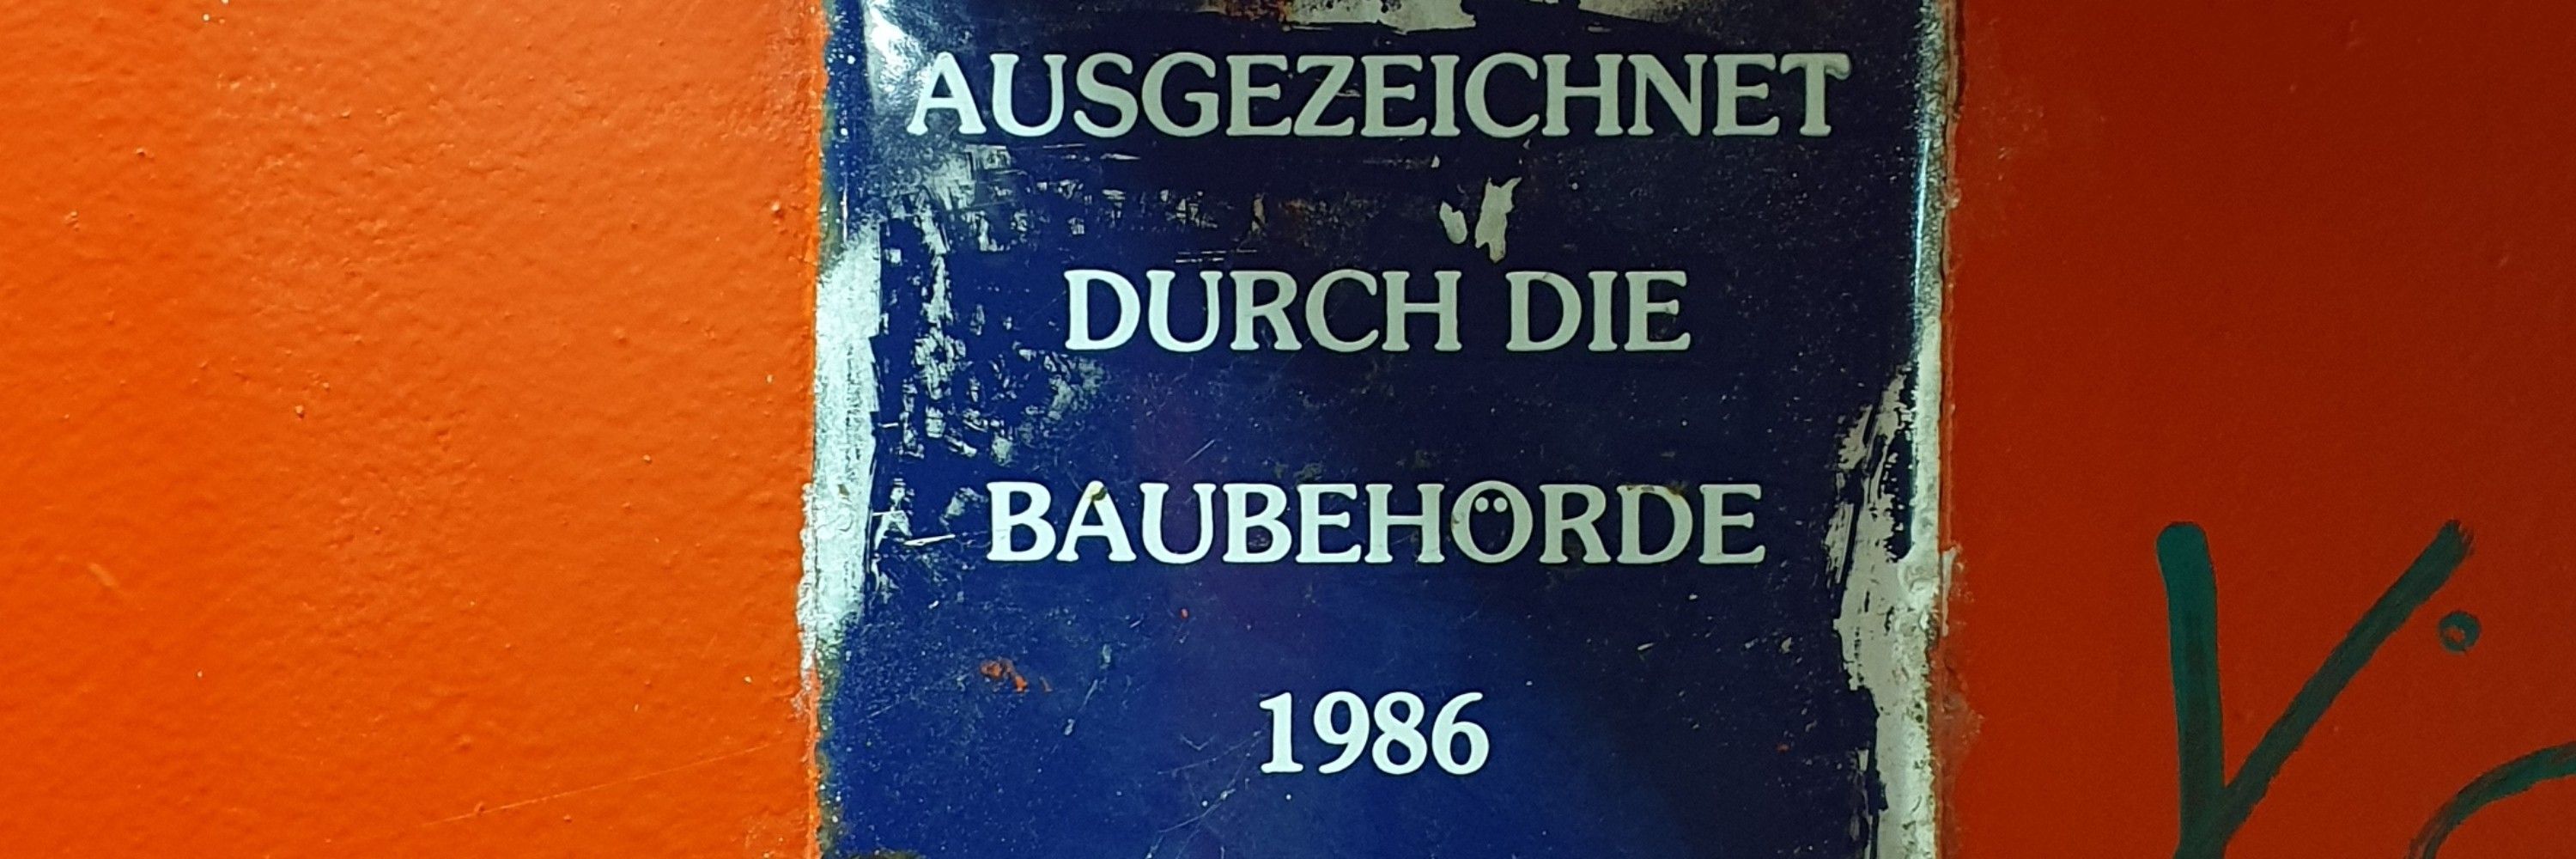 AUSGEZEICHNET
DURCH DIE
BAUBEHÖRDE
1986